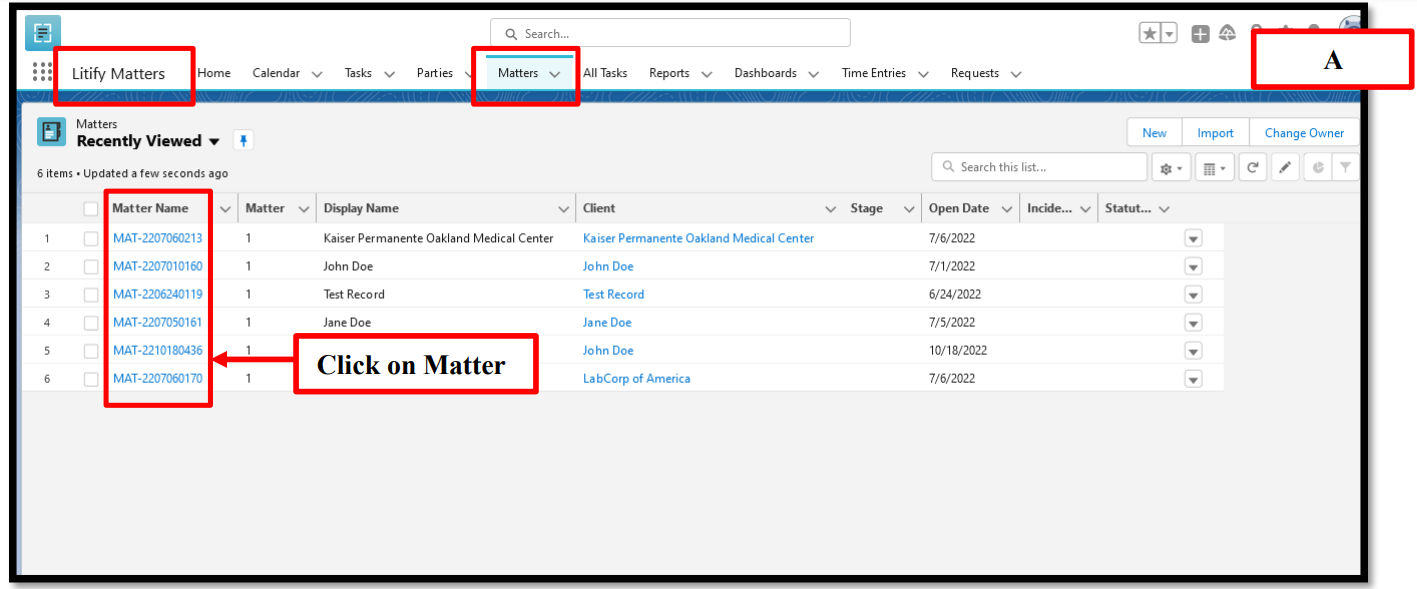 Search...
A
Litify Matters Home Calendar Tasks Parties Matters All Tasks Reports Dashboards Time Entries Requests
Matters
Recently Viewed
New Import Change Owner
6 items • Updated a few seconds ago
Search this list...
Matter Name Matter Display Name Client Stage Open Date Incide... Statut...
1 MAT-2207060213 1 Kaiser Permanente Oakland Medical Center Kaiser Permanente Oakland Medical Center 7/6/2022
2 MAT-2207010160 1 John Doe John Doe 7/1/2022
3 MAT-2206240119 1 Test Record Test Record 6/24/2022
4 MAT-2207050161 1 Jane Doe Jane Doe 7/5/2022
5 MAT-2210180436 1 John Doe 10/18/2022
Click on Matter
6 MAT-2207060170 1 LabCorp of America 7/6/2022